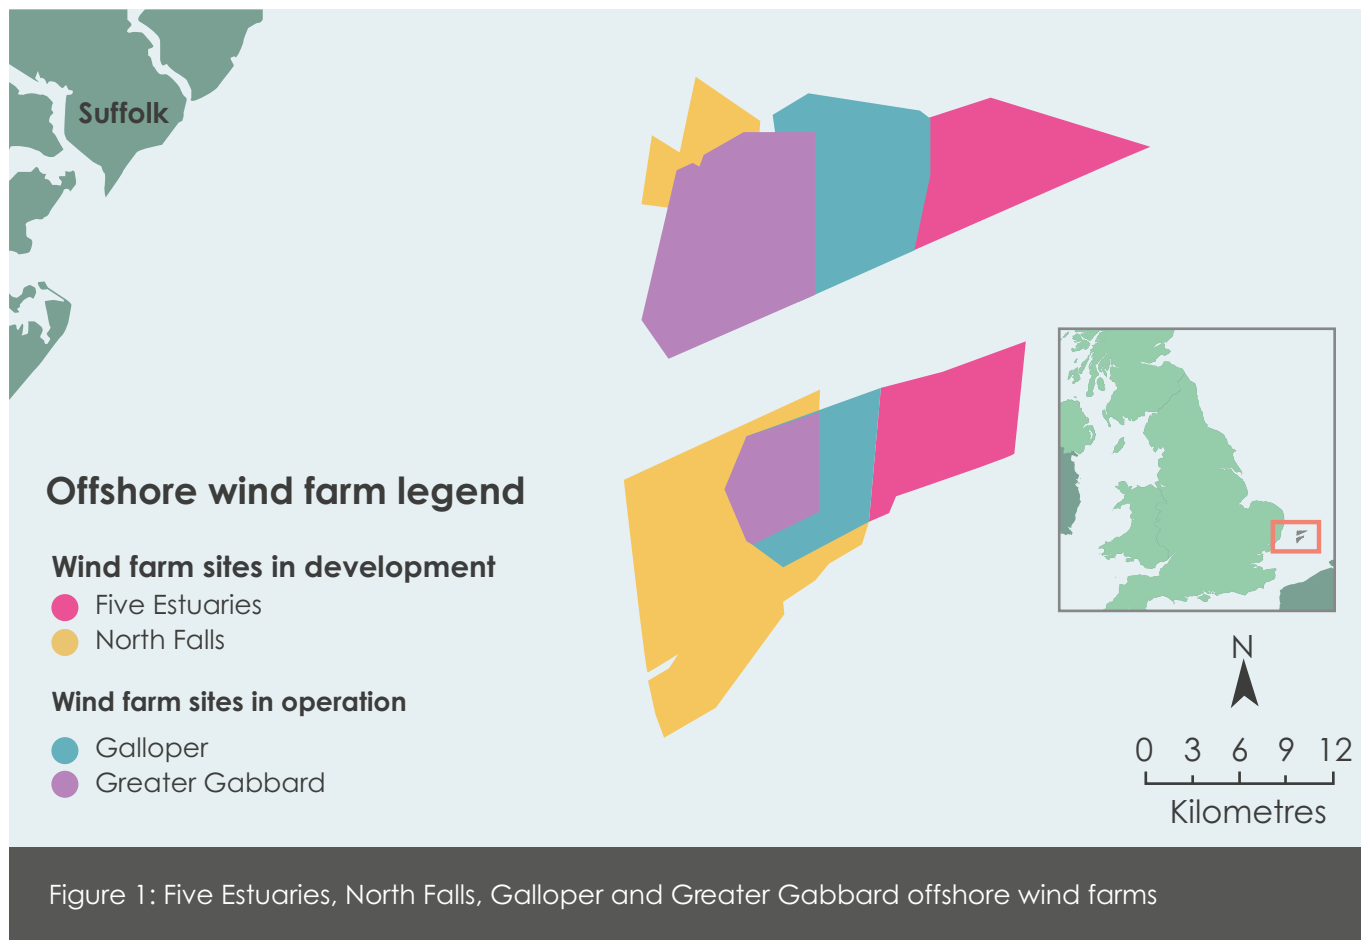 Suffolk
Offshore wind farm legend
Wind farm sites in development
Five Estuaries
North Falls
Wind farm sites in operation
Galloper
Greater Gabbard
N
0 3 6 9 12
Kilometres
Figure 1: Five Estuaries, North Falls, Galloper and Greater Gabbard offshore wind farms